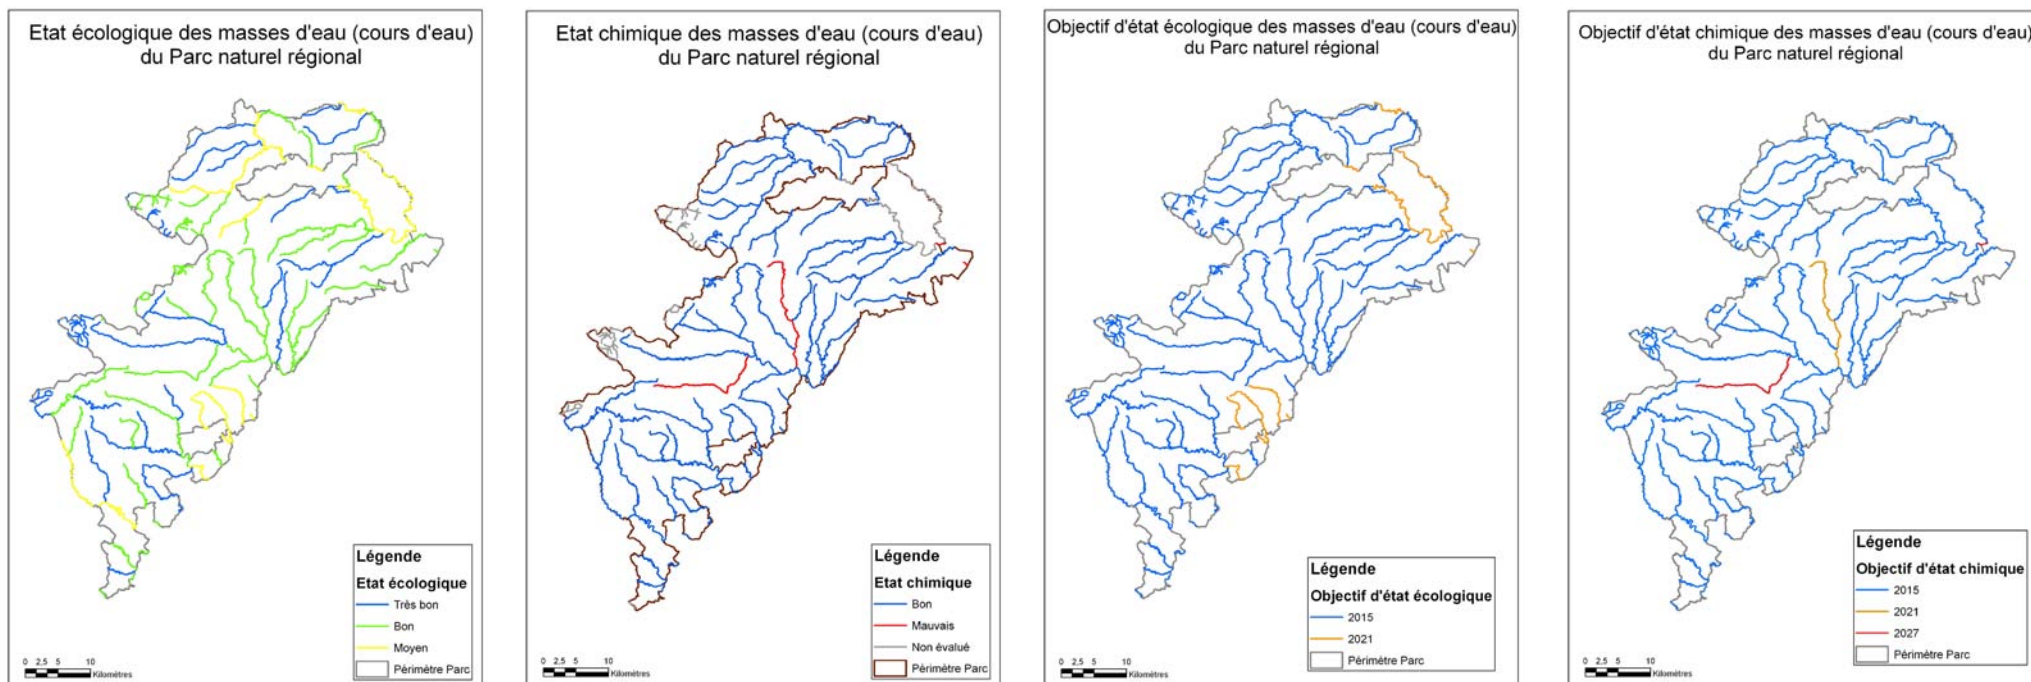 Etat écologique des masses d'eau (cours d'eau)
du Parc naturel régional
Légende
Etat écologique
Très bon
Bon
Moyen
Périmètre Parc
0 2,5 5 10
Kilomètres
Etat chimique des masses d'eau (cours d'eau)
du Parc naturel régional
Légende
Etat chimique
Bon
Mauvais
Non évalué
Périmètre Parc
0 2,5 5 10
Kilomètres
Objectif d'état écologique des masses d'eau (cours d'eau)
du Parc naturel régional
Légende
Objectif d'état écologique
2015
2021
Périmètre Parc
0 2,5 5 10
Kilomètres
Objectif d'état chimique des masses d'eau (cours d'eau)
du Parc naturel régional
Légende
Objectif d'état chimique
2015
2021
2027
Périmètre Parc
0 2,5 5 10
Kilomètres